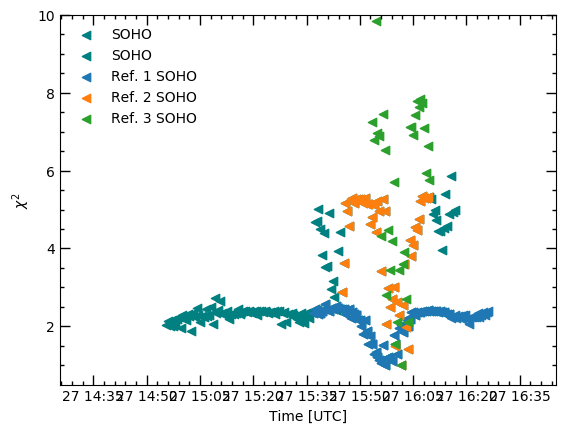 10
8
6
4
2
χ²
SOHO
SOHO
Ref. 1 SOHO
Ref. 2 SOHO
Ref. 3 SOHO
27 14:35 27 14:50 27 15:05 27 15:20 27 15:35 27 15:50 27 16:05 27 16:20 27 16:35
Time [UTC]